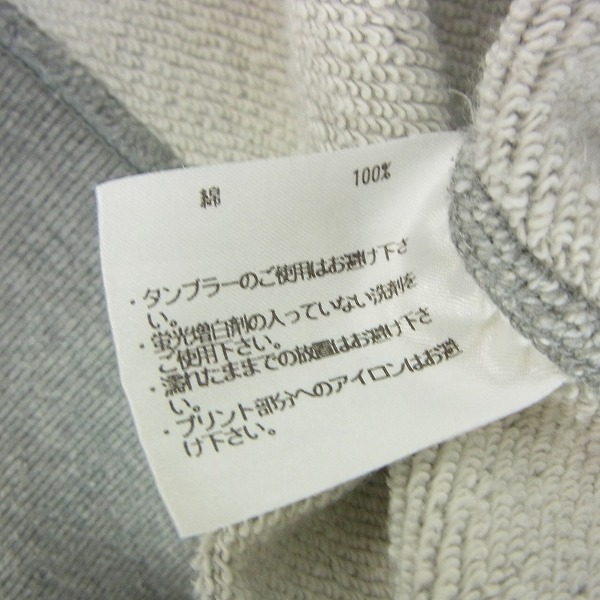 綿 100%
・タンブラーのご使用はお避け下さ
い。
・蛍光増白剤の入っていない洗剤を
ご使用下さい。
・濡れたままでの放置はお避け下さ
い。
・プリント部分へのアイロンはお避
け下さい。